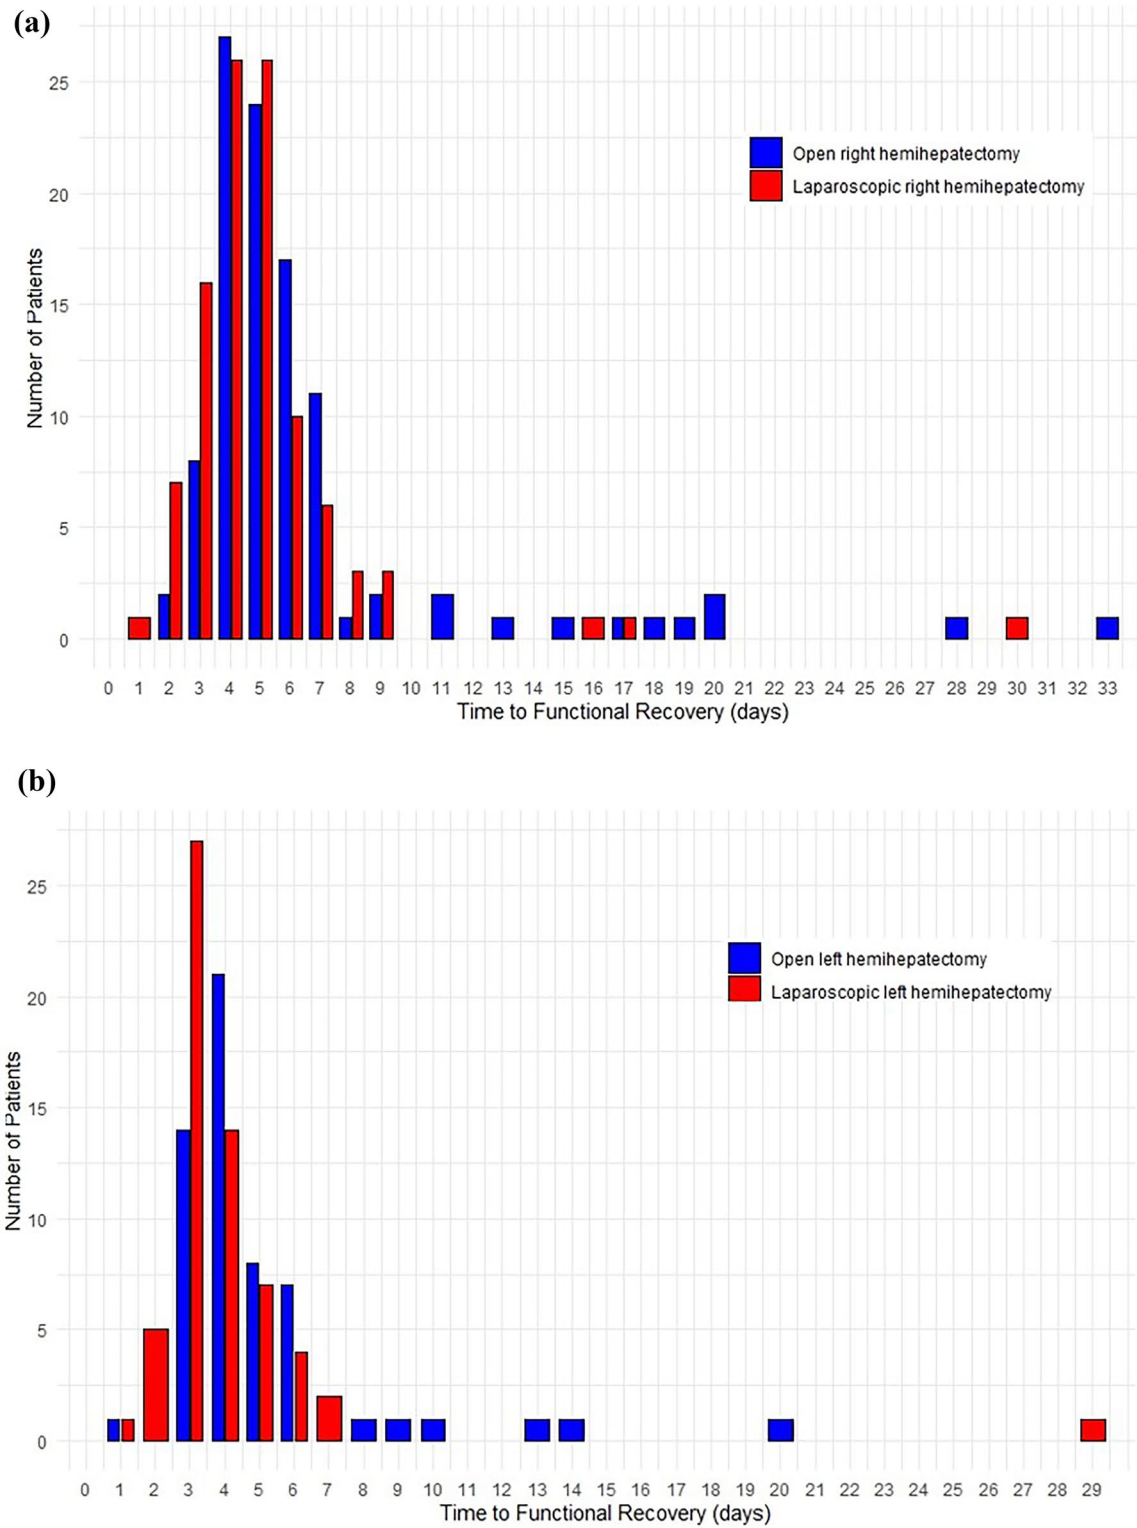 (a)
25
20
15
10
5
0
Number of Patients
Open right hemihepatectomy
Laparoscopic right hemihepatectomy
0 1 2 3 4 5 6 7 8 9 10 11 12 13 14 15 16 17 18 19 20 21 22 23 24 25 26 27 28 29 30 31 32 33
Time to Functional Recovery (days)
(b)
25
20
15
10
5
0
Number of Patients
Open left hemihepatectomy
Laparoscopic left hemihepatectomy
0 1 2 3 4 5 6 7 8 9 10 11 12 13 14 15 16 17 18 19 20 21 22 23 24 25 26 27 28 29
Time to Functional Recovery (days)